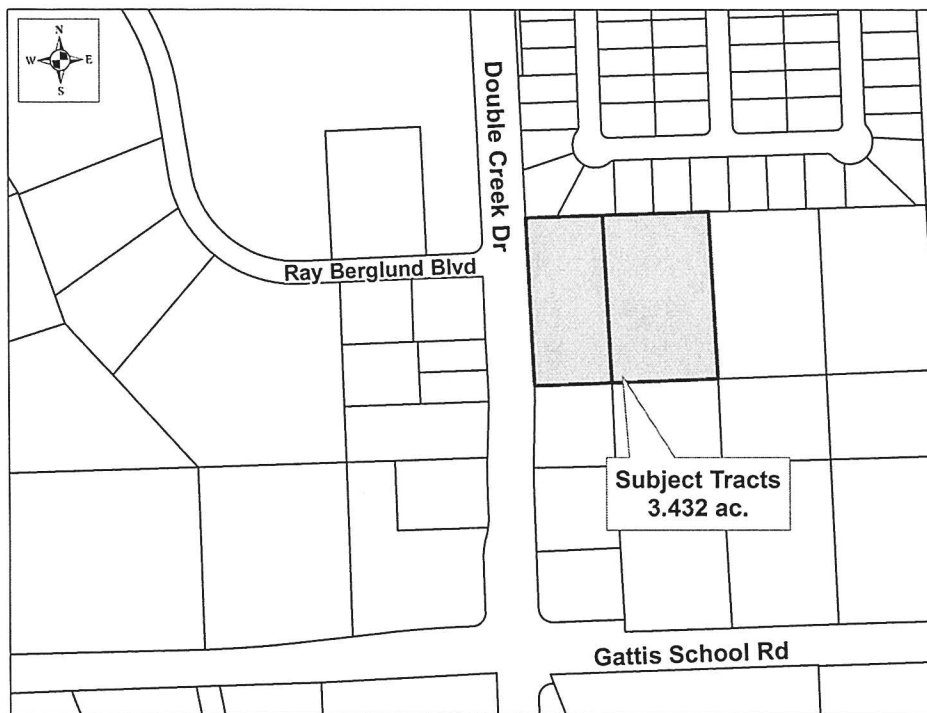 N
W E
S
Double Creek Dr
Ray Berglund Blvd
Subject Tracts
3.432 ac.
Gattis School Rd